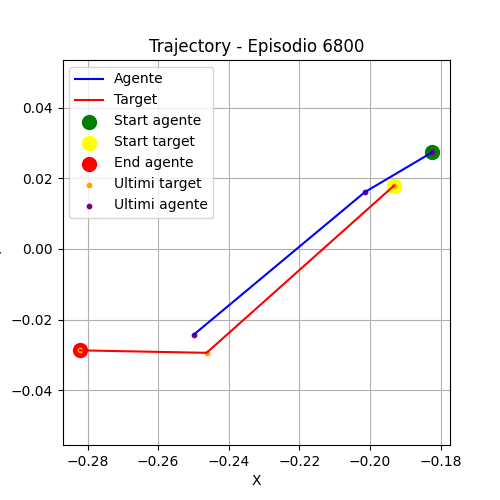 Trajectory - Episodio 6800
Agente
Target
Start agente
Start target
End agente
Ultimi target
Ultimi agente
0.04
0.02
0.00
−0.02
−0.04
−0.28
−0.26
−0.24
−0.22
−0.20
−0.18
X